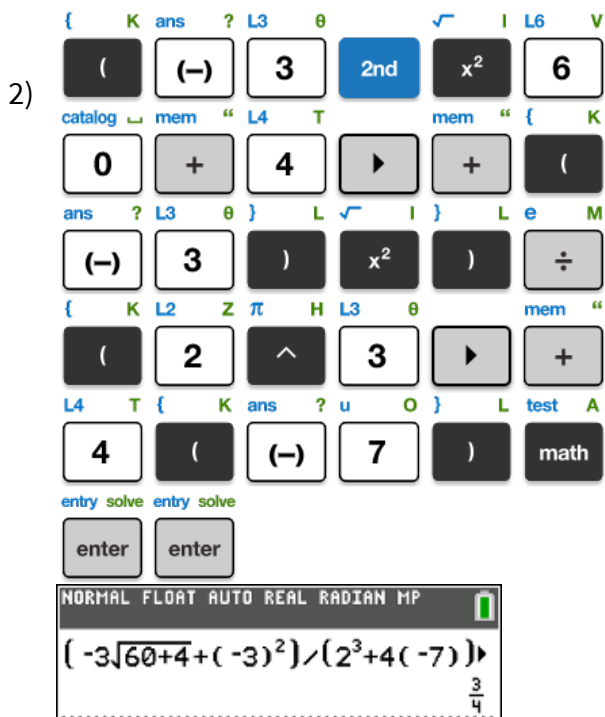 { K ans ? L3 θ √ I L6 V
( (−) 3 2nd x² 6
2)
catalog ⎵ mem “ L4 T mem “ { K
0 + 4 ▶ + (
ans ? L3 θ } L √ I } L e M
(−) 3 ) x² ) ÷
{ K L2 Z π H L3 θ mem “
( 2 ^ 3 ▶ +
L4 T { K ans ? u O } L test A
4 ( (−) 7 ) math
entry solve entry solve
enter enter
NORMAL FLOAT AUTO REAL RADIAN MP
(-3√60+4+(-3)²)/(2³+4(-7))▶
3/4